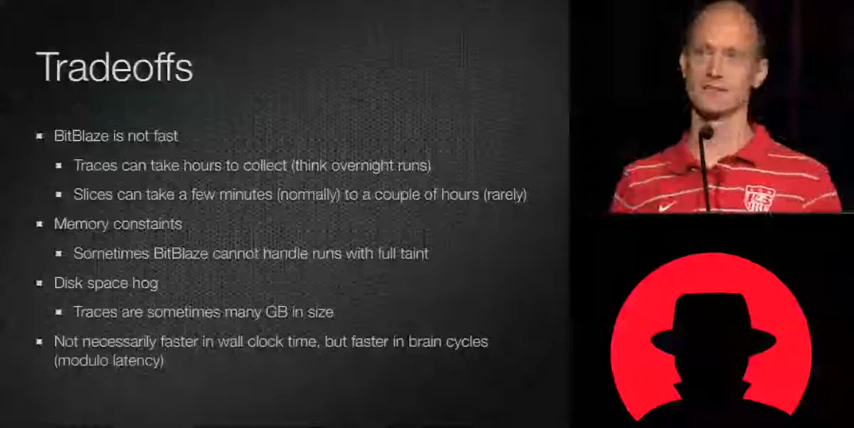 Tradeoffs
BitBlaze is not fast
Traces can take hours to collect (think overnight runs)
Slices can take a few minutes (normally) to a couple of hours (rarely)
Memory constaints
Sometimes BitBlaze cannot handle runs with full taint
Disk space hog
Traces are sometimes many GB in size
Not necessarily faster in wall clock time, but faster in brain cycles
(modulo latency)